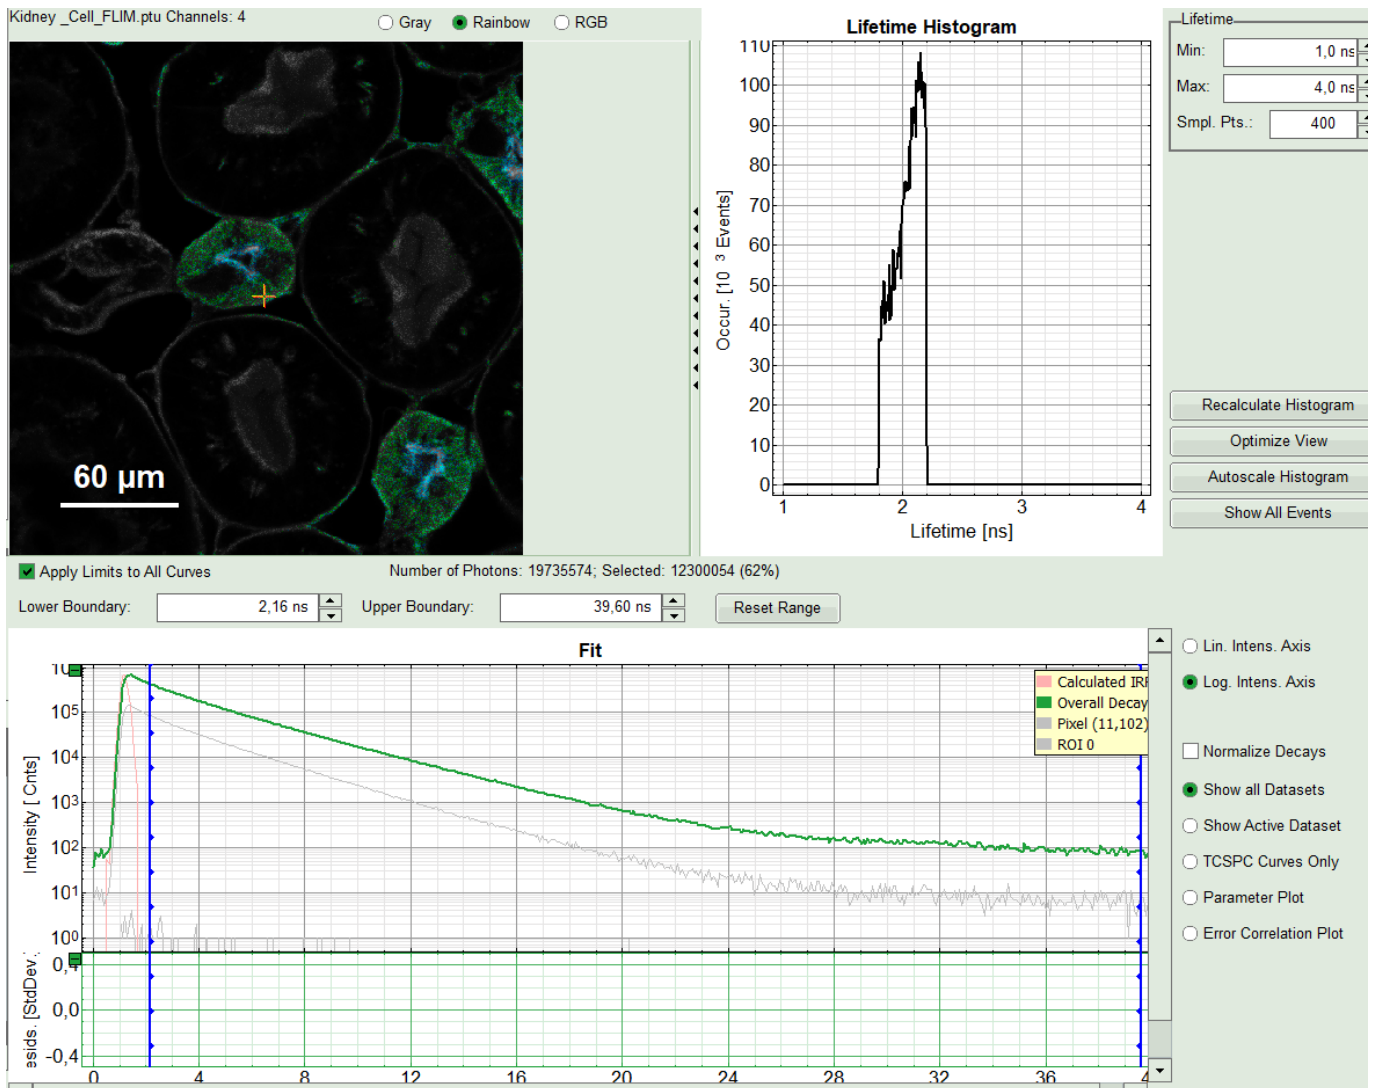 Kidney _Cell_FLIM.ptu Channels: 4
Gray Rainbow RGB
60 µm
Lifetime Histogram
Occur. [10 3 Events]
110
100
90
80
70
60
50
40
30
20
10
0
1 2 3 4
Lifetime [ns]
Lifetime
Min: 1,0 ns
Max: 4,0 ns
Smpl. Pts.: 400
Recalculate Histogram
Optimize View
Autoscale Histogram
Show All Events
Apply Limits to All Curves Number of Photons: 19735574; Selected: 12300054 (62%)
Lower Boundary: 2,16 ns Upper Boundary: 39,60 ns Reset Range
Fit
Intensity [ Cnts]
10
10⁵
10⁴
10³
10²
10¹
10⁰
Calculated IRF
Overall Decay
Pixel (11,102)
ROI 0
esids. [StdDev.]
0,4
0,0
-0,4
0 4 8 12 16 20 24 28 32 36 4
Lin. Intens. Axis
Log. Intens. Axis
Normalize Decays
Show all Datasets
Show Active Dataset
TCSPC Curves Only
Parameter Plot
Error Correlation Plot